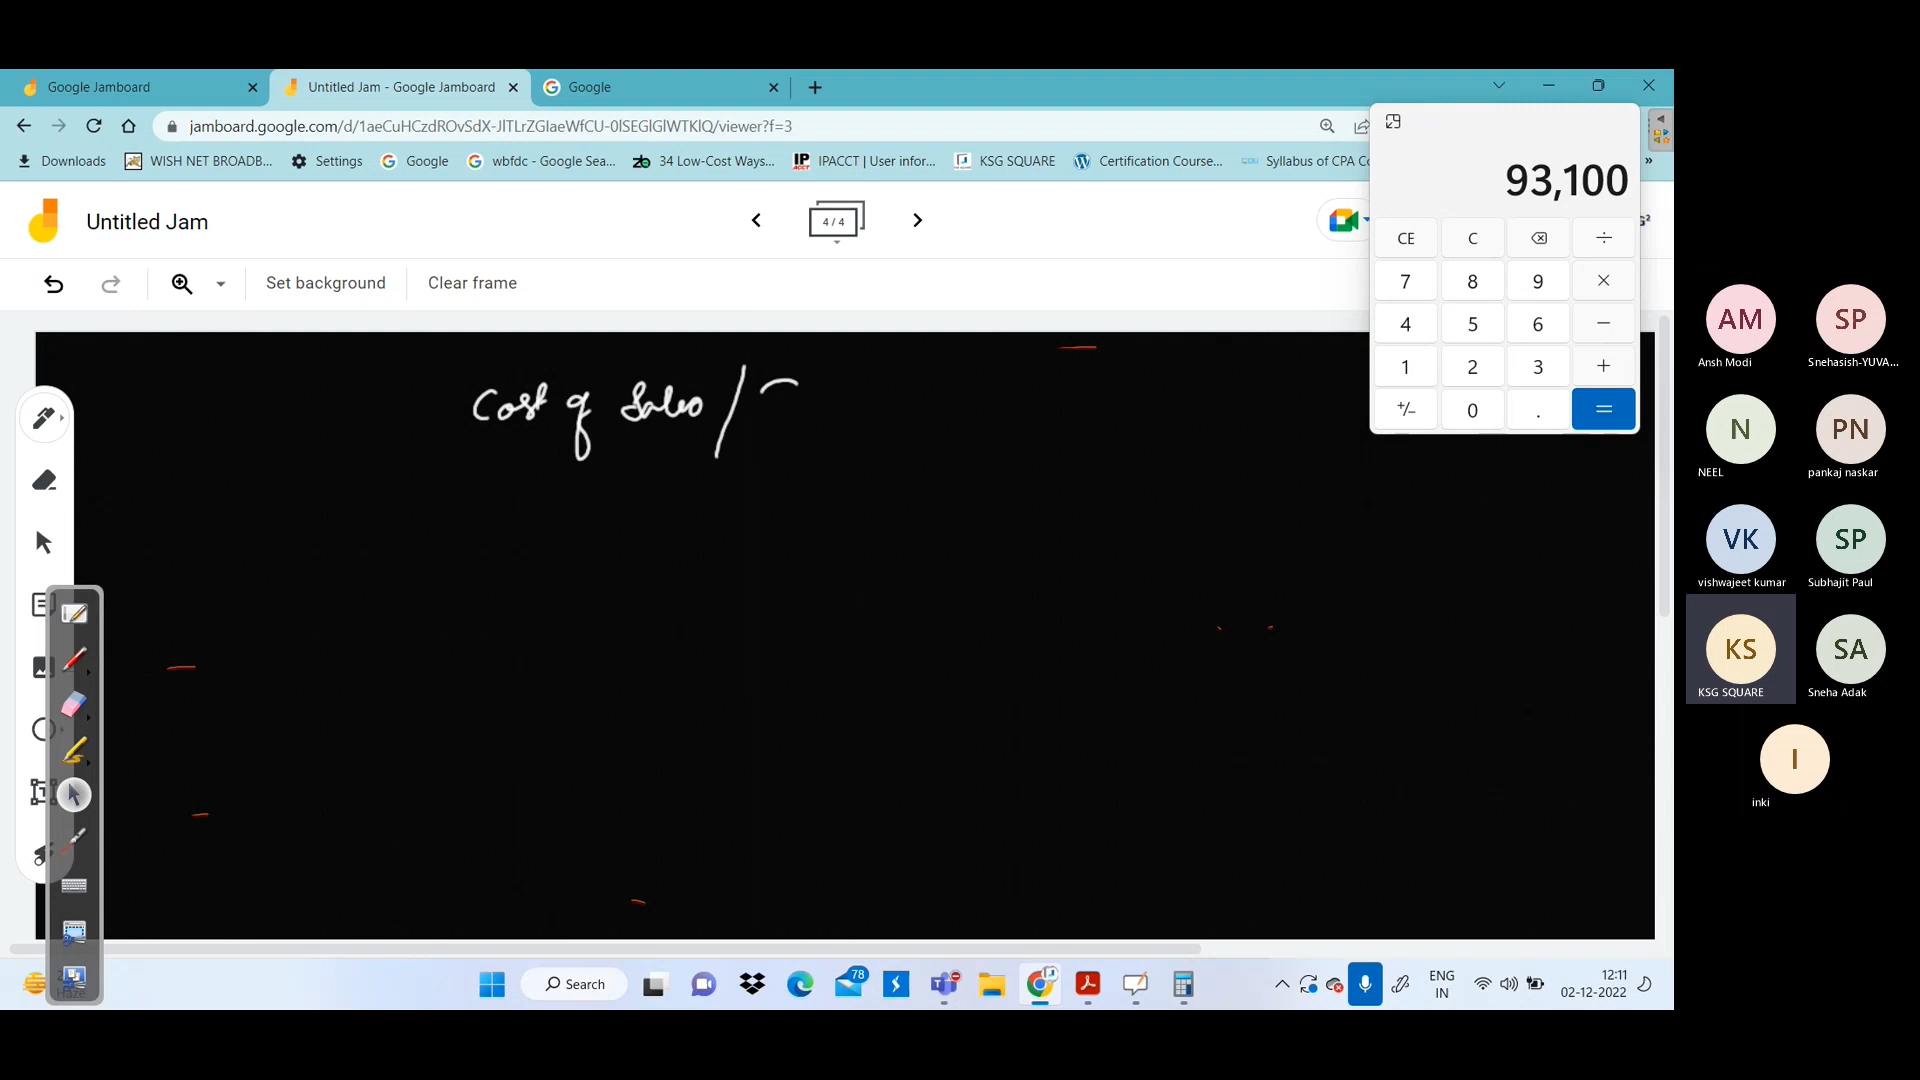 Google Jamboard
Untitled Jam - Google Jamboard
Google
jamboard.google.com/d/1aeCuHCzdROvSdX-JlTLrZGIaeWfCU-0lSEGlGlWTKlQ/viewer?f=3
Downloads
WISH NET BROADB...
Settings
Google
wbfdc - Google Sea...
34 Low-Cost Ways...
IPACCT | User infor...
KSG SQUARE
Certification Course...
Syllabus of CPA Co
»
Untitled Jam
4 / 4
Set background
Clear frame
93,100
CE C ÷
7 8 9 ×
4 5 6 −
1 2 3 +
+/− 0 . =
Cost of Sales /
AM SP
Ansh Modi Snehasish-YUVA...
N PN
NEEL pankaj naskar
VK SP
vishwajeet kumar Subhajit Paul
KS SA
KSG SQUARE Sneha Adak
I
inki
Haze
Search
78
ENG
IN
12:11
02-12-2022